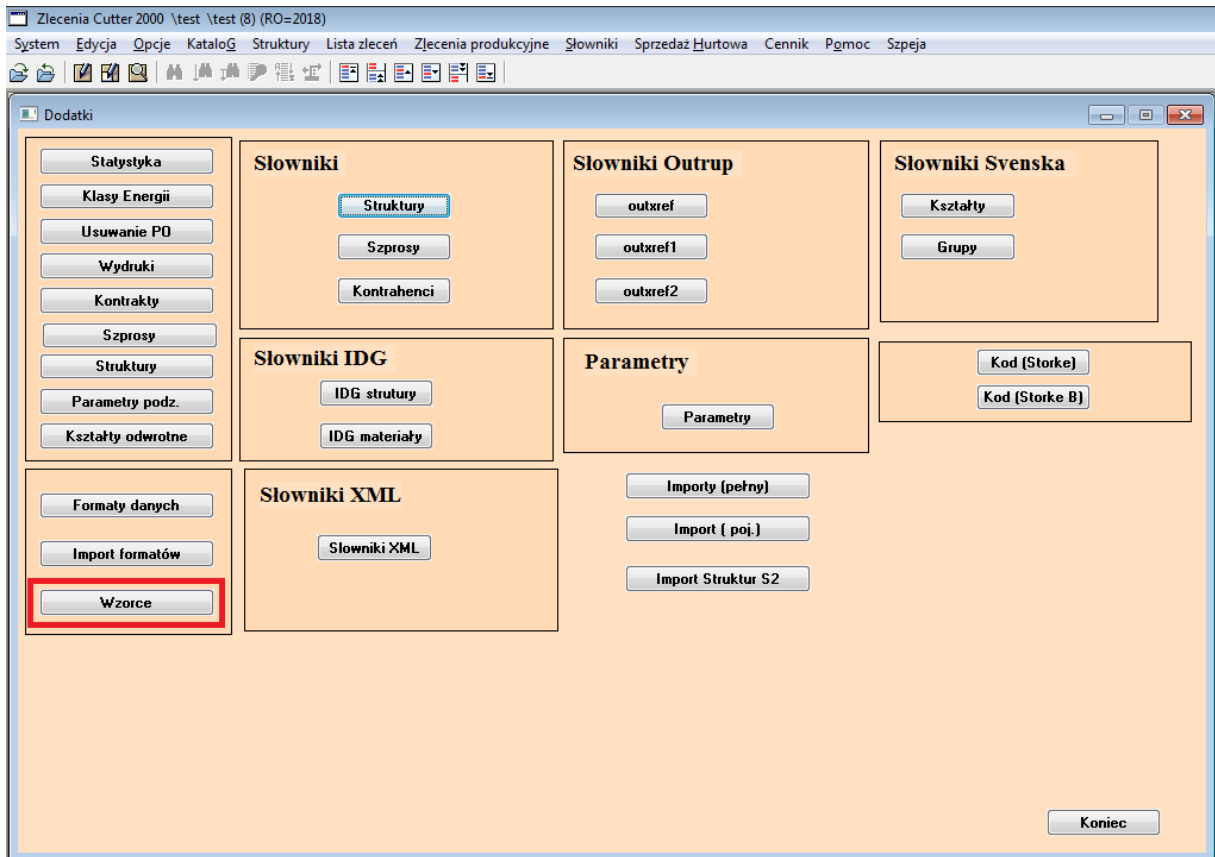 Zlecenia Cutter 2000 \test \test (8) (RO=2018)
System Edycja Opcje KataloG Struktury Lista zleceń Zlecenia produkcyjne Słowniki Sprzedaż Hurtowa Cennik Pomoc Szpeja
Dodatki
Statystyka
Klasy Energii
Usuwanie PO
Wydruki
Kontrakty
Szprosy
Struktury
Parametry podz.
Kształty odwrotne
Formaty danych
Import formatów
Wzorce
Słowniki
Struktury
Szprosy
Kontrahenci
Słowniki IDG
IDG strutury
IDG materiały
Słowniki XML
Slowniki XML
Słowniki Outrup
outxref
outxref1
outxref2
Parametry
Parametry
Importy (pełny)
Import ( poj.)
Import Struktur S2
Słowniki Svenska
Kształty
Grupy
Kod (Storke)
Kod (Storke B)
Koniec